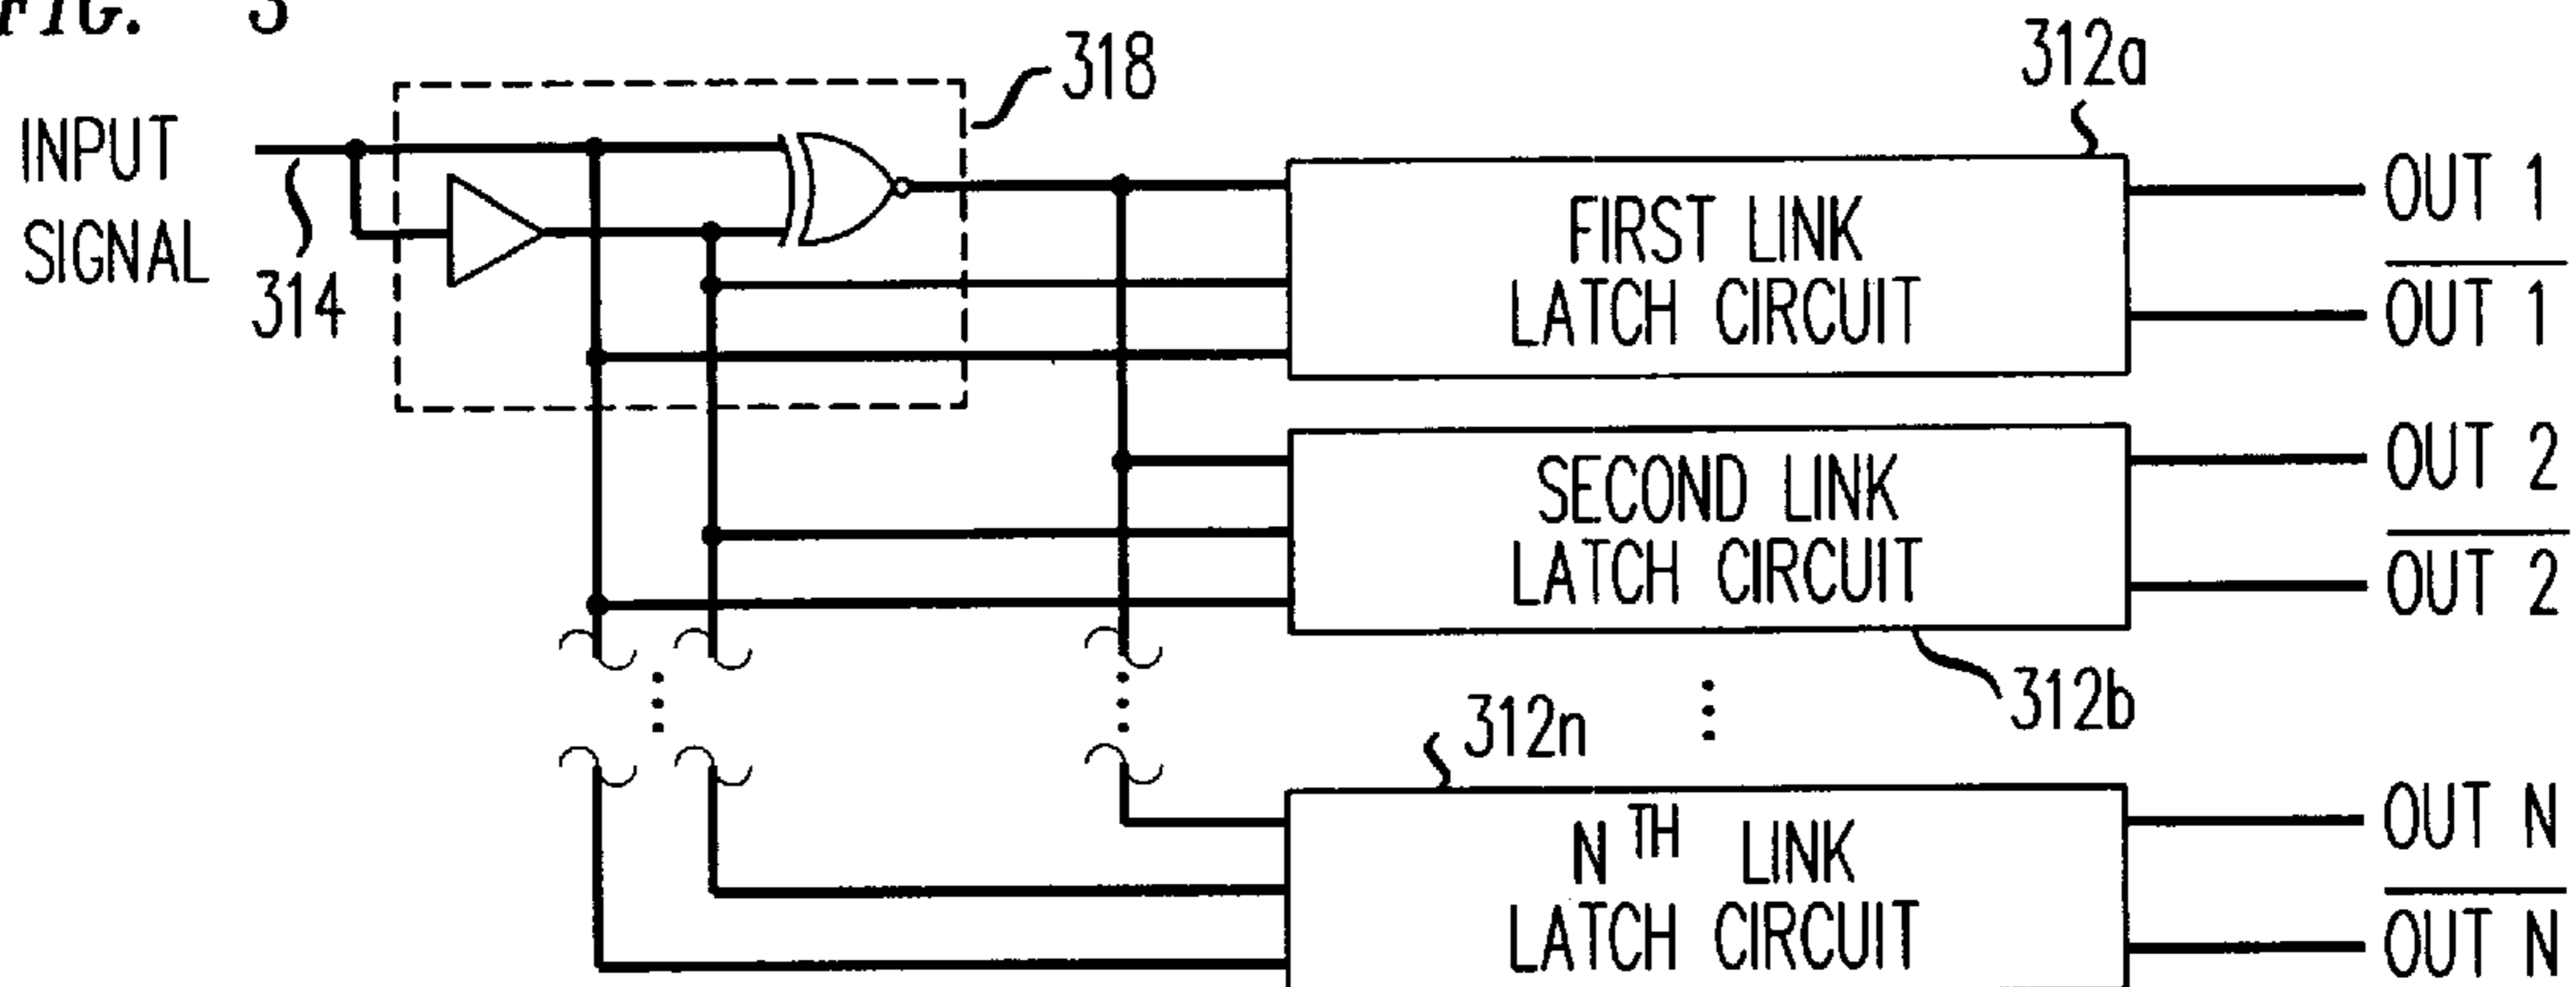 FIG. 3
318
312a
INPUT
SIGNAL
314
FIRST LINK
LATCH CIRCUIT
OUT 1
OUT 1
SECOND LINK
LATCH CIRCUIT
OUT 2
OUT 2
312b
312n
N TH LINK
LATCH CIRCUIT
OUT N
OUT N